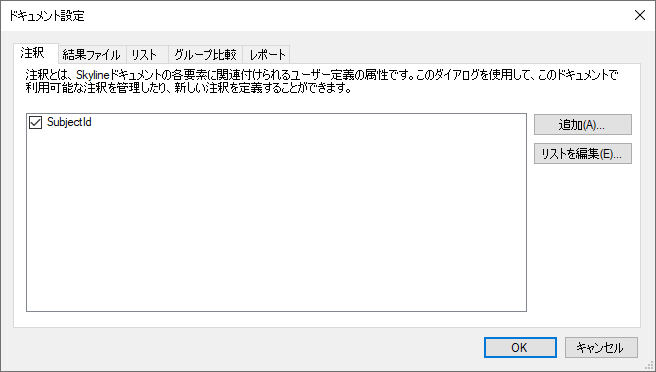 ドキュメント設定
注釈 結果ファイル リスト グループ比較 レポート
注釈とは、Skylineドキュメントの各要素に関連付けられるユーザー定義の属性です。このダイアログを使用して、このドキュメントで
利用可能な注釈を管理したり、新しい注釈を定義することができます。
SubjectId
追加(A)...
リストを編集(E)...
OK キャンセル